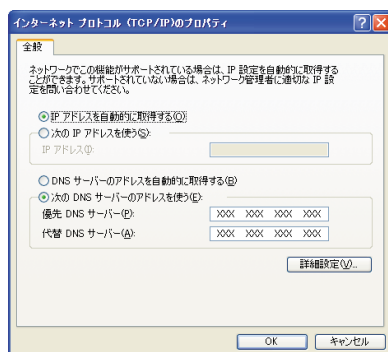 インターネット プロトコル (TCP/IP)のプロパティ
全般
ネットワークでこの機能がサポートされている場合は、IP 設定を自動的に取得する
ことができます。サポートされていない場合は、ネットワーク管理者に適切な IP 設
定を問い合わせてください。
IP アドレスを自動的に取得する(O)
次の IP アドレスを使う(S):
IP アドレス(I):
DNS サーバーのアドレスを自動的に取得する(B)
次の DNS サーバーのアドレスを使う(E):
優先 DNS サーバー(P): XXX XXX XXX XXX
代替 DNS サーバー(A): XXX XXX XXX XXX
詳細設定(V)...
OK キャンセル